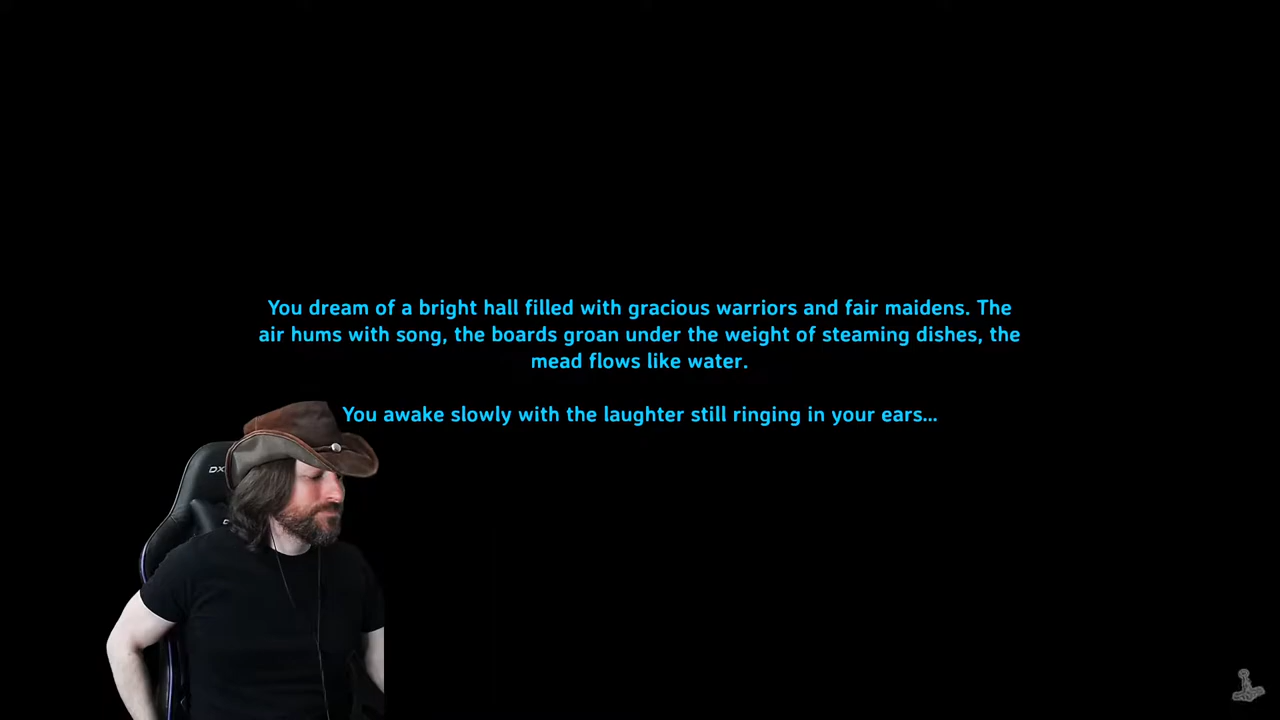 You dream of a bright hall filled with gracious warriors and fair maidens. The
air hums with song, the boards groan under the weight of steaming dishes, the
mead flows like water.
You awake slowly with the laughter still ringing in your ears...
DX